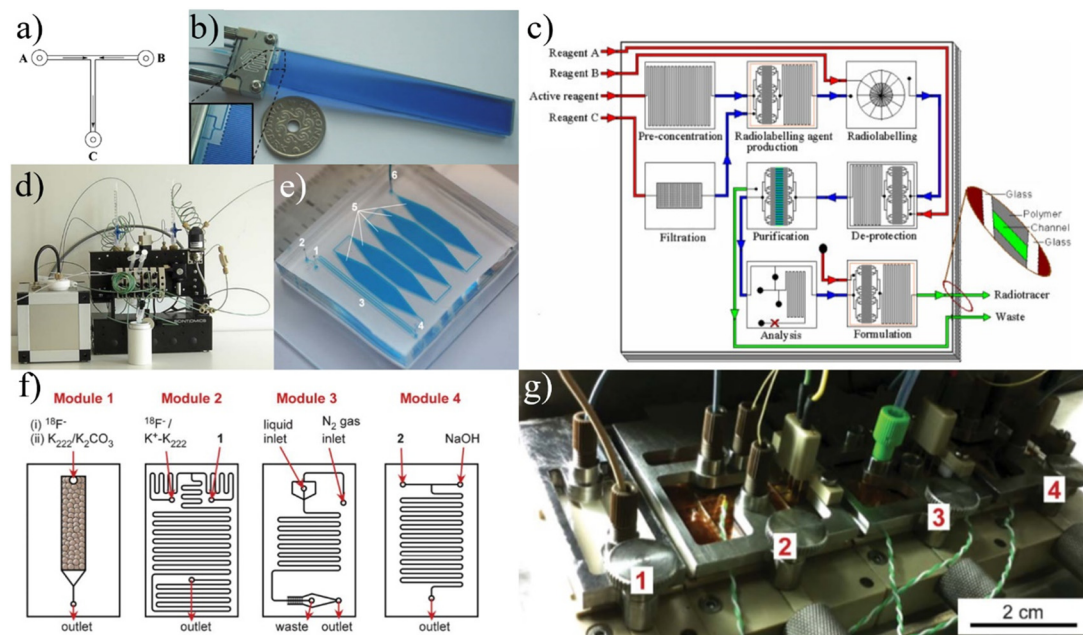 a)
A
B
C
b)
c)
Reagent A
Reagent B
Active reagent
Reagent C
Pre-concentration
Radiolabelling agent
production
Radiolabelling
Filtration
Purification
De-protection
Analysis
Formulation
Glass
Polymer
Channel
Glass
Radiotracer
Waste
d)
e)
6
5
2
1
3
4
f)
Module 1
(i) ¹⁸F⁻
(ii) K₂₂₂/K₂CO₃
outlet
Module 2
¹⁸F⁻ /
K⁺-K₂₂₂
1
outlet
Module 3
liquid
inlet
N₂ gas
inlet
waste
outlet
Module 4
2
NaOH
outlet
g)
1
2
3
4
2 cm